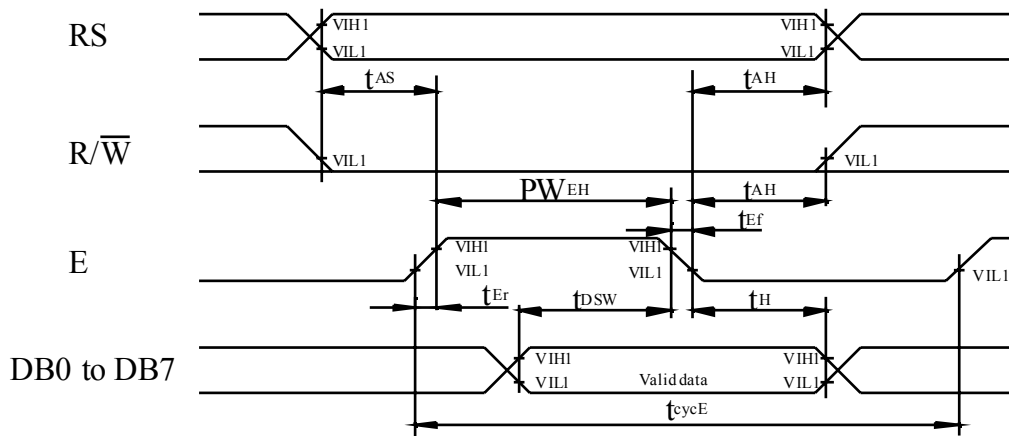 RS
VIH1
VIL1
VIH1
VIL1
tAS
tAH
R/W̅
VIL1
VIL1
PWEH
tAH
tEf
E
VIH1
VIL1
VIH1
VIL1
VIL1
tEr
tDSW
tH
DB0 to DB7
VIH1
VIL1
Valid data
VIH1
VIL1
tcycE